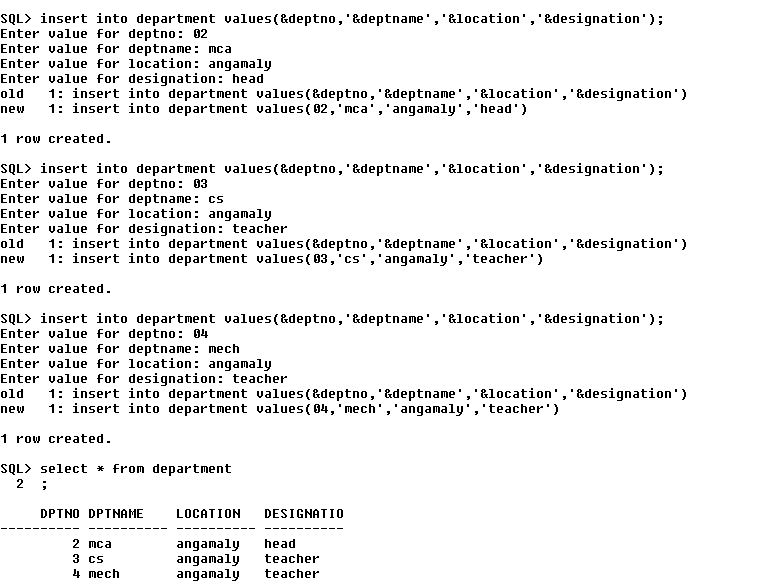 SQL> insert into department values(&deptno,'&deptname','&location','&designation');
Enter value for deptno: 02
Enter value for deptname: mca
Enter value for location: angamaly
Enter value for designation: head
old   1: insert into department values(&deptno,'&deptname','&location','&designation')
new   1: insert into department values(02,'mca','angamaly','head')
1 row created.
SQL> insert into department values(&deptno,'&deptname','&location','&designation');
Enter value for deptno: 03
Enter value for deptname: cs
Enter value for location: angamaly
Enter value for designation: teacher
old   1: insert into department values(&deptno,'&deptname','&location','&designation')
new   1: insert into department values(03,'cs','angamaly','teacher')
1 row created.
SQL> insert into department values(&deptno,'&deptname','&location','&designation');
Enter value for deptno: 04
Enter value for deptname: mech
Enter value for location: angamaly
Enter value for designation: teacher
old   1: insert into department values(&deptno,'&deptname','&location','&designation')
new   1: insert into department values(04,'mech','angamaly','teacher')
1 row created.
SQL> select * from department
  2  ;
     DPTNO DPTNAME    LOCATION   DESIGNATIO
---------- ---------- ---------- ----------
         2 mca        angamaly   head
         3 cs         angamaly   teacher
         4 mech       angamaly   teacher